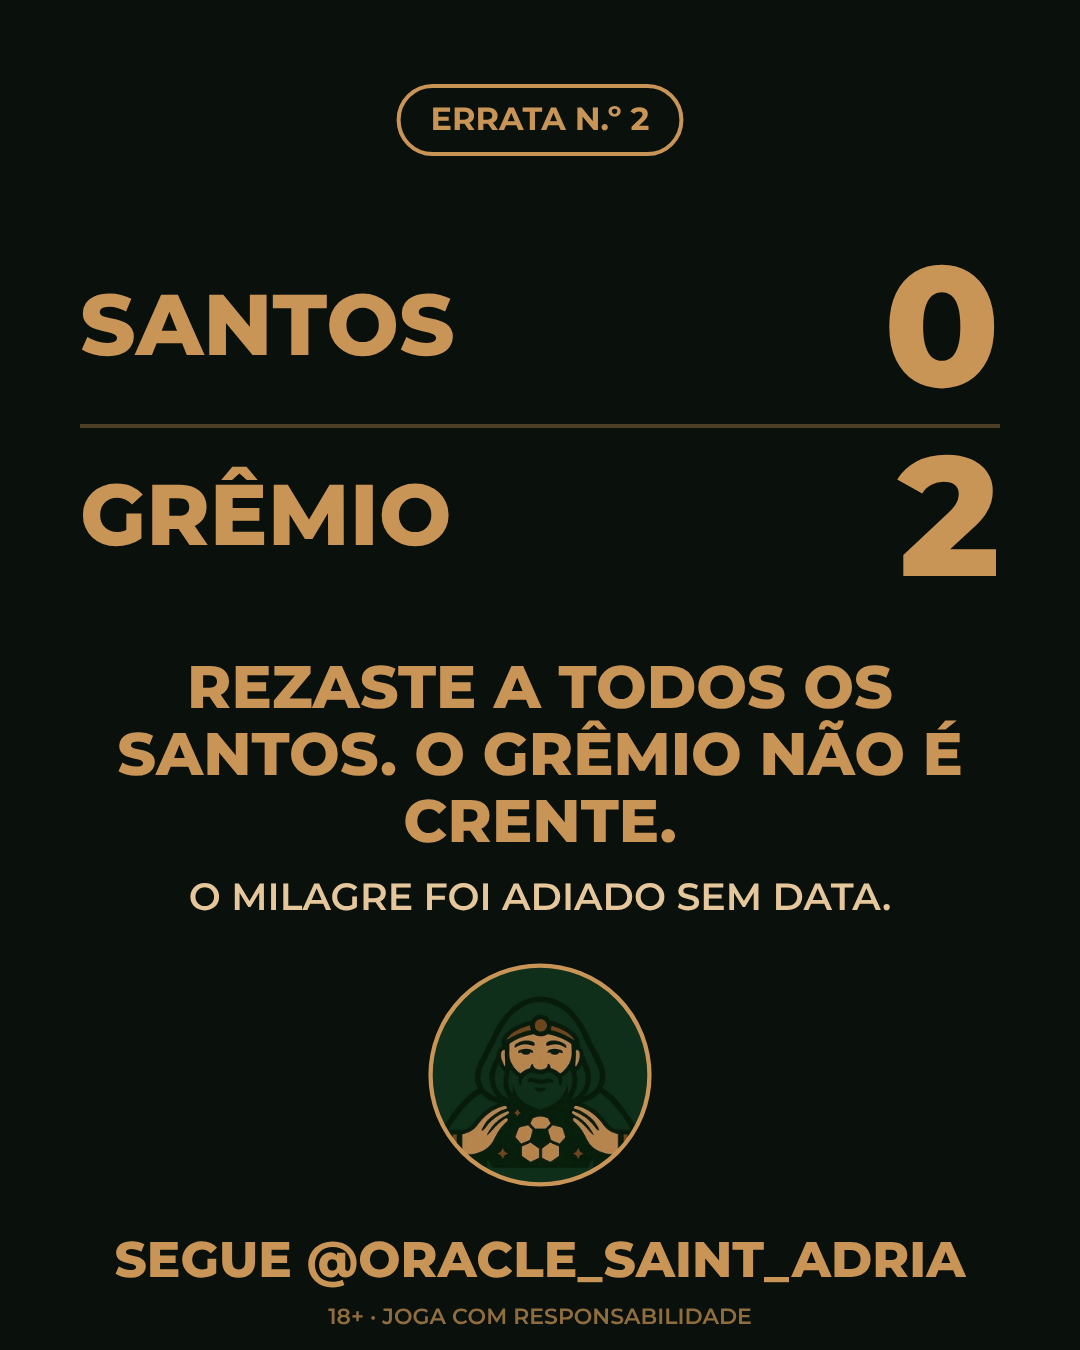 ERRATA N.º 2
SANTOS 0
GRÊMIO 2
REZASTE A TODOS OS
SANTOS. O GRÊMIO NÃO É
CRENTE.
O MILAGRE FOI ADIADO SEM DATA.
SEGUE @ORACLE_SAINT_ADRIA
18+ · JOGA COM RESPONSABILIDADE